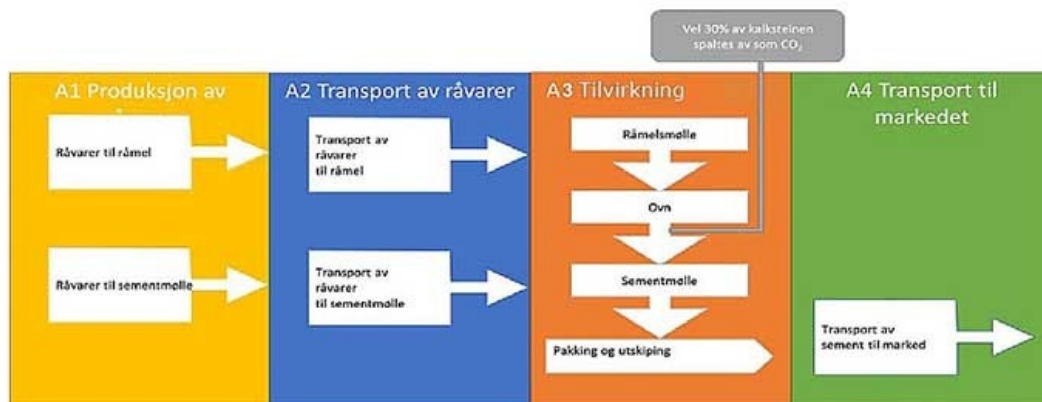 Vel 30% av kalksteinen
spaltes av som CO₂
A1 Produksjon av
Råvarer til råmel
Råvarer til sementmølle
A2 Transport av råvarer
Transport av
råvarer
til råmel
Transport av
råvarer
til sementmølle
A3 Tilvirkning
Råmelsmølle
Ovn
Sementmølle
Pakking og utskiping
A4 Transport til
markedet
Transport av
sement til marked